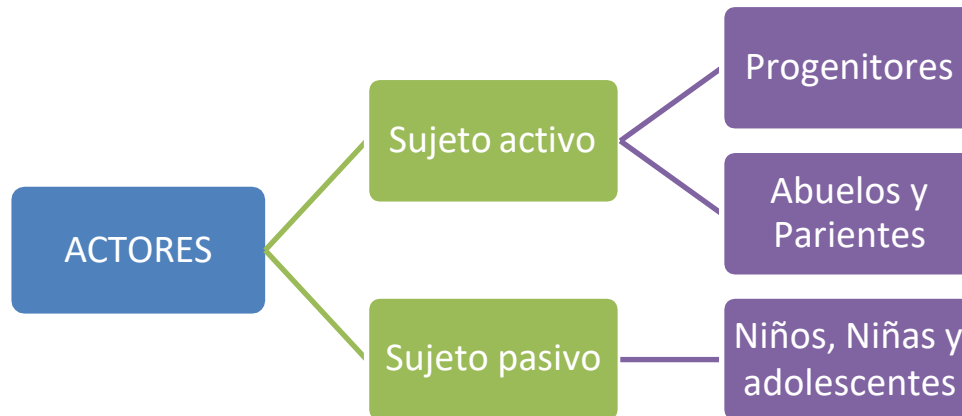 ACTORES
Sujeto activo
Progenitores
Abuelos y
Parientes
Sujeto pasivo
Niños, Niñas y
adolescentes